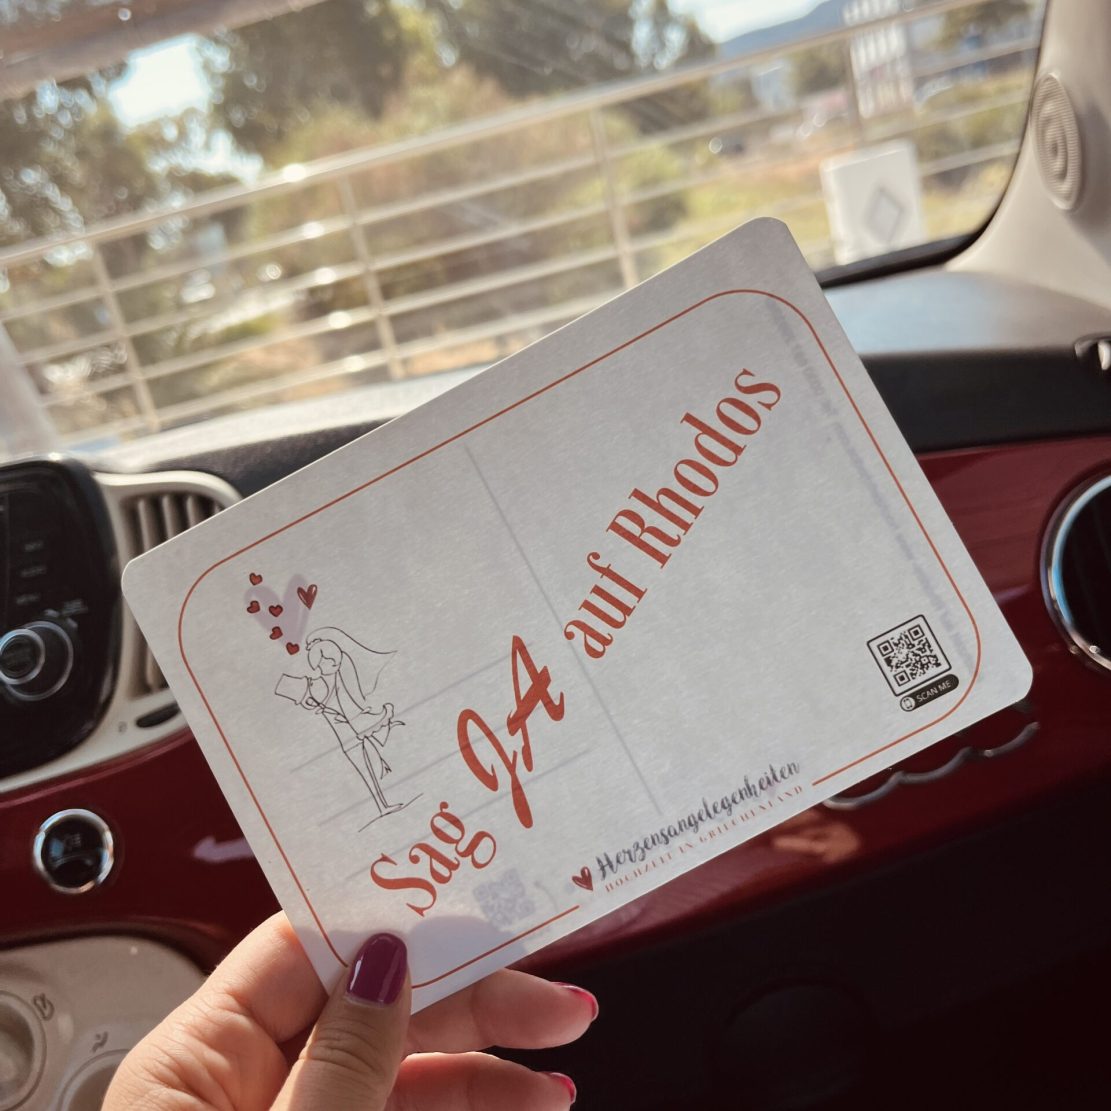 Sag JA auf Rhodos
SCAN ME
Herzensangelegenheiten
HOCHZEIT IN GRIECHENLAND